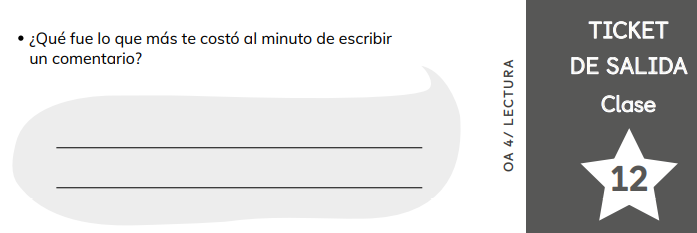 • ¿Qué fue lo que más te costó al minuto de escribir
un comentario?
OA 4/ LECTURA
TICKET
DE SALIDA
Clase
12